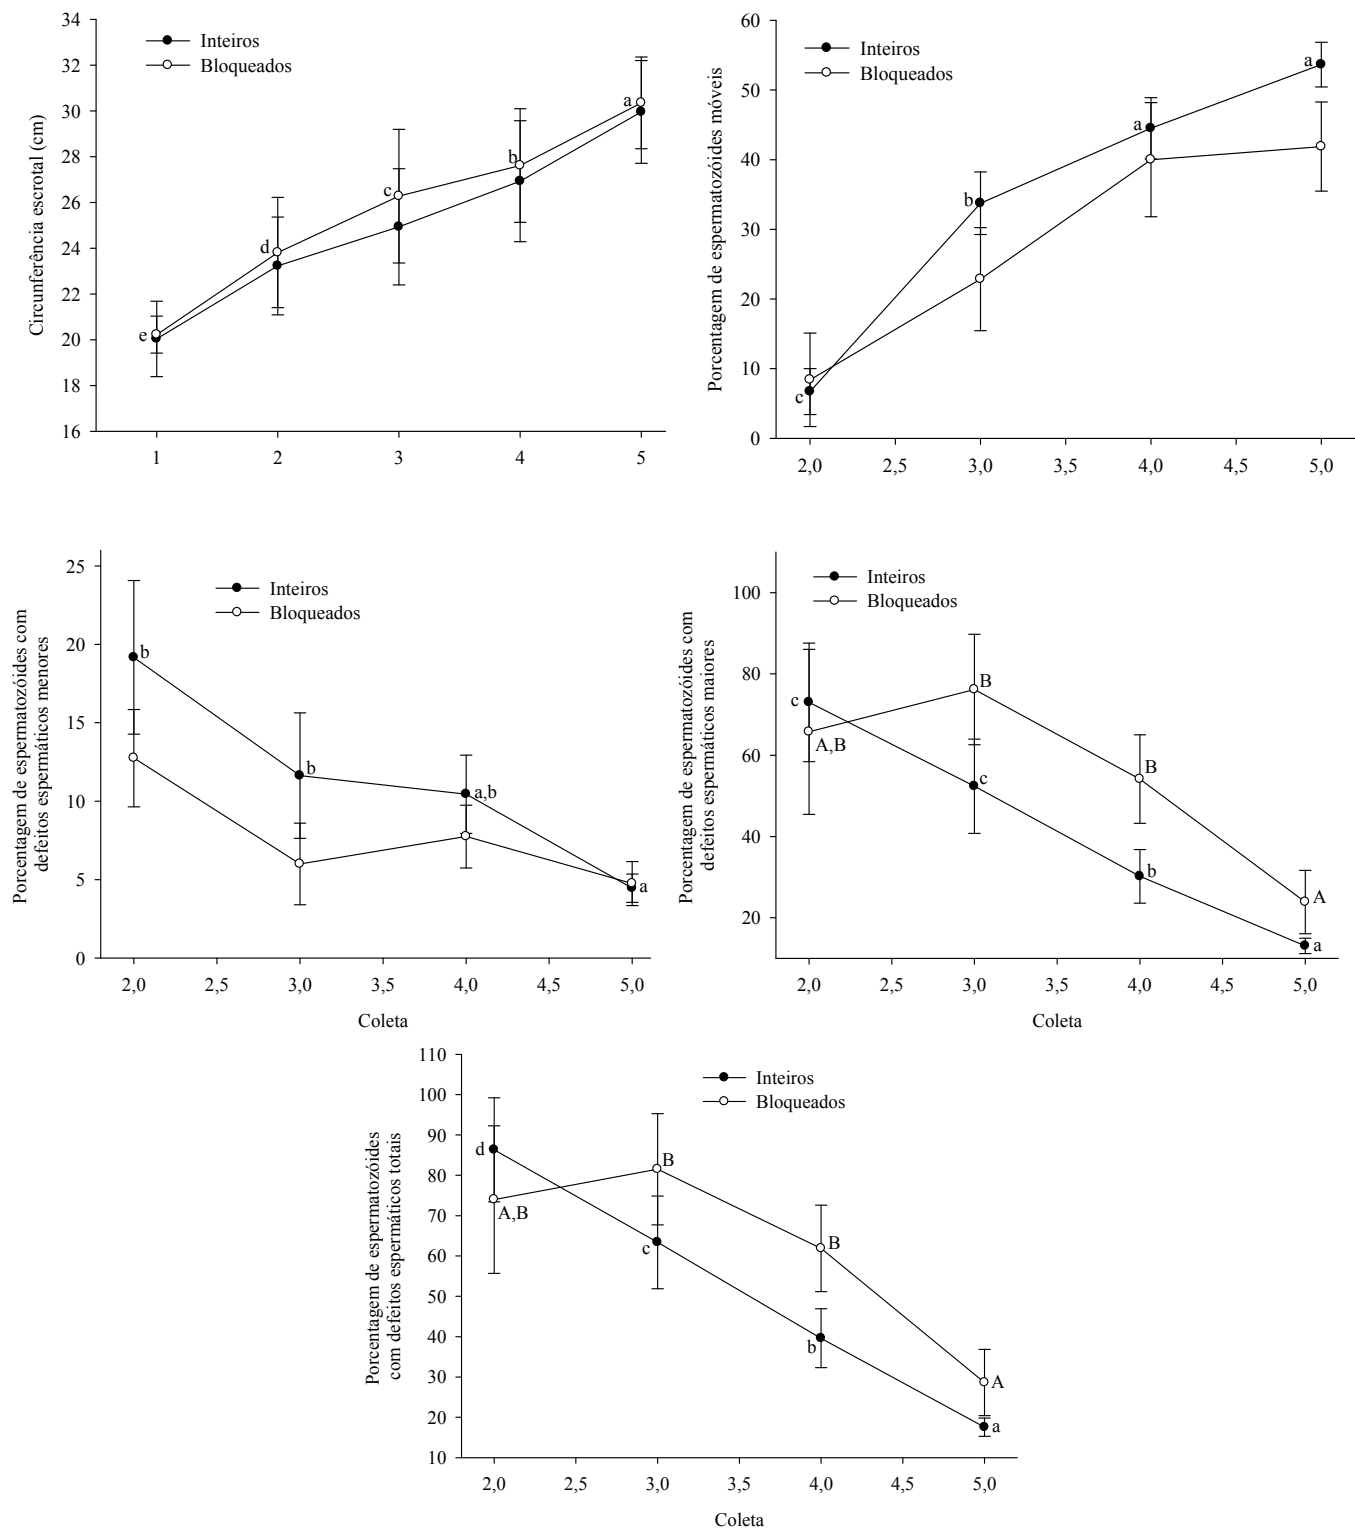 Circunferência escrotal (cm)
34
32
30
28
26
24
22
20
18
16
Inteiros
Bloqueados
e
d
c
b
a
1
2
3
4
5
Porcentagem de espermatozóides móveis
60
50
40
30
20
10
0
Inteiros
Bloqueados
c
b
a
a
2,0
2,5
3,0
3,5
4,0
4,5
5,0
Porcentagem de espermatozóides com
defeitos espermáticos menores
25
20
15
10
5
0
Inteiros
Bloqueados
b
b
a,b
a
2,0
2,5
3,0
3,5
4,0
4,5
5,0
Coleta
Porcentagem de espermatozóides com
defeitos espermáticos maiores
100
80
60
40
20
Inteiros
Bloqueados
c
A,B
B
c
B
b
A
a
2,0
2,5
3,0
3,5
4,0
4,5
5,0
Coleta
Porcentagem de espermatozóides
com defeitos espermáticos totais
110
100
90
80
70
60
50
40
30
20
10
Inteiros
Bloqueados
d
A,B
B
c
B
b
A
a
2,0
2,5
3,0
3,5
4,0
4,5
5,0
Coleta